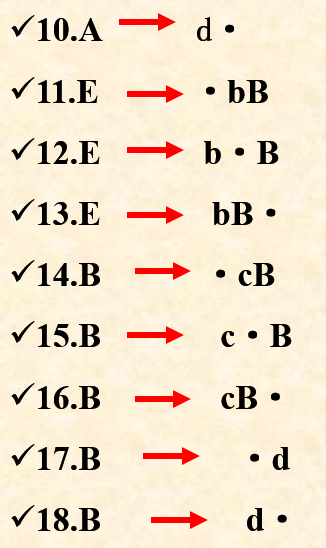 ✓10.A → d •
✓11.E → • bB
✓12.E → b • B
✓13.E → bB •
✓14.B → • cB
✓15.B → c • B
✓16.B → cB •
✓17.B → • d
✓18.B → d •